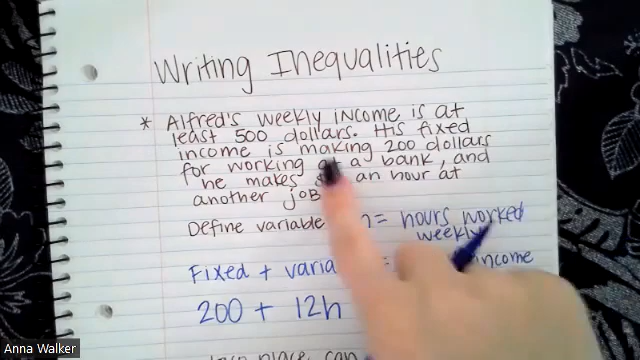 Writing Inequalities
* Alfred's weekly income is at
least 500 dollars. His fixed
income is making 200 dollars
for working a bank, and
he makes an hour at
another job
Define variable = hours worked
weekly
Fixed + = income
200 + 12h
can
Anna Walker